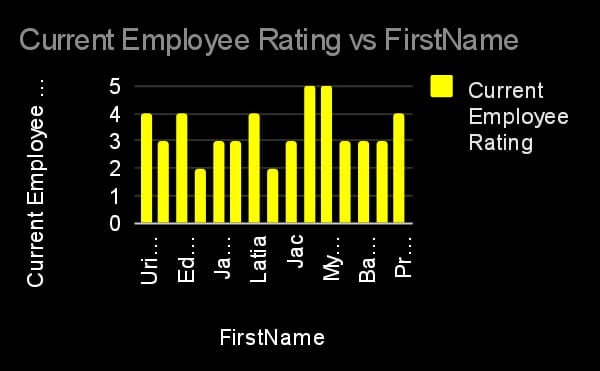 Current Employee Rating vs FirstName
Current Employee ...
5
4
3
2
1
0
Uri...
Ed...
Ja...
Latia
Jac
My...
Ba...
Pr...
FirstName
Current
Employee
Rating